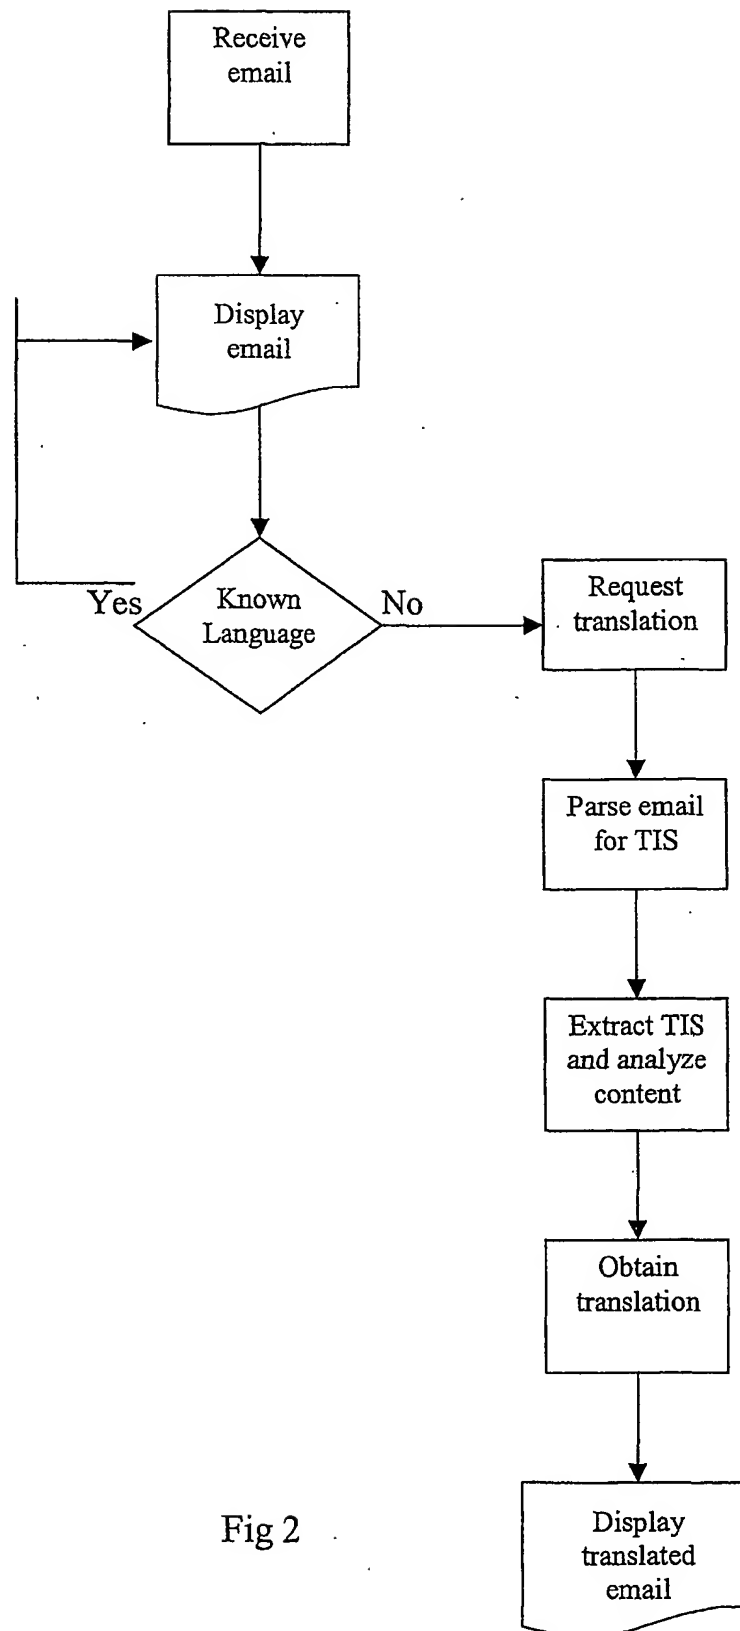 Receive
email
Display
email
Yes
Known
Language
No
Request
translation
Parse email
for TIS
Extract TIS
and analyze
content
Obtain
translation
Display
translated
email
Fig 2